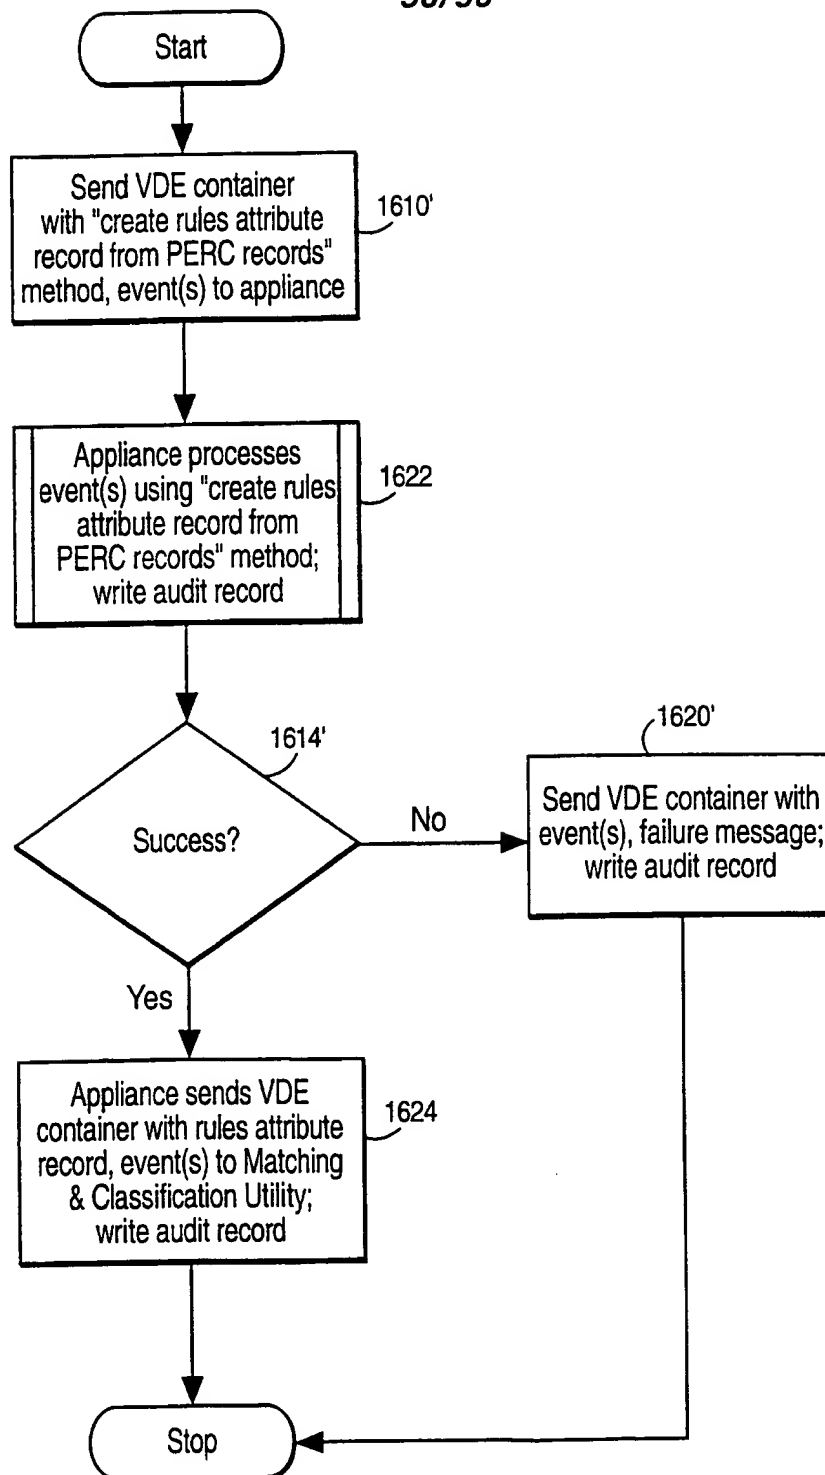 Start
Send VDE container
with "create rules attribute
record from PERC records"
method, event(s) to appliance
1610'
Appliance processes
event(s) using "create rules
attribute record from
PERC records" method;
write audit record
1622
Success?
1614'
No
1620'
Send VDE container with
event(s), failure message;
write audit record
Yes
Appliance sends VDE
container with rules attribute
record, event(s) to Matching
& Classification Utility;
write audit record
1624
Stop